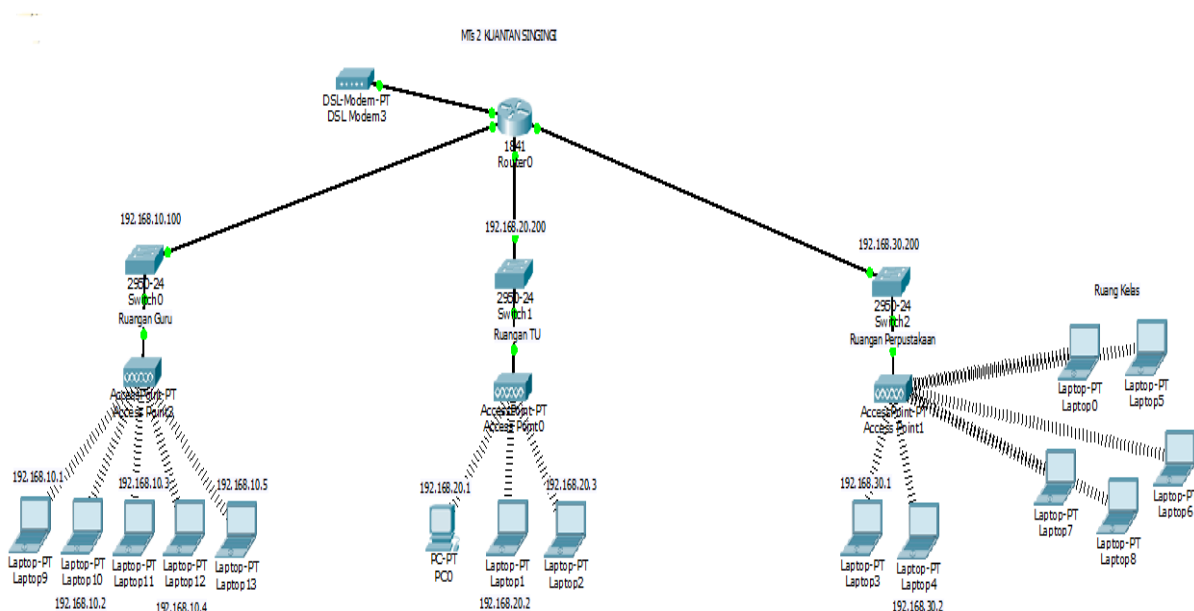 MTs 2 KUANTAN SINGINGI
DSL-Modem-PT
DSL Modem3
1841
Router0
192.168.10.100
2950-24
Switch0
Ruangan Guru
AccessPoint-PT
192.168.10.1
192.168.10.3
192.168.10.5
Laptop-PT
Laptop9
Laptop-PT
Laptop10
Laptop-PT
Laptop11
Laptop-PT
Laptop12
Laptop-PT
Laptop13
192.168.10.2
192.168.10.4
192.168.20.200
2950-24
Switch1
Ruangan TU
AccessPoint-PT
Access Point0
192.168.20.1
192.168.20.3
PC-PT
PC0
Laptop-PT
Laptop1
Laptop-PT
Laptop2
192.168.20.2
192.168.30.200
2950-24
Switch2
Ruangan Perpustakaan
AccessPoint-PT
Access Point1
192.168.30.1
Laptop-PT
Laptop3
Laptop-PT
Laptop4
192.168.30.2
Ruang Kelas
Laptop-PT
Laptop0
Laptop-PT
Laptop5
Laptop-PT
Laptop6
Laptop-PT
Laptop7
Laptop-PT
Laptop8